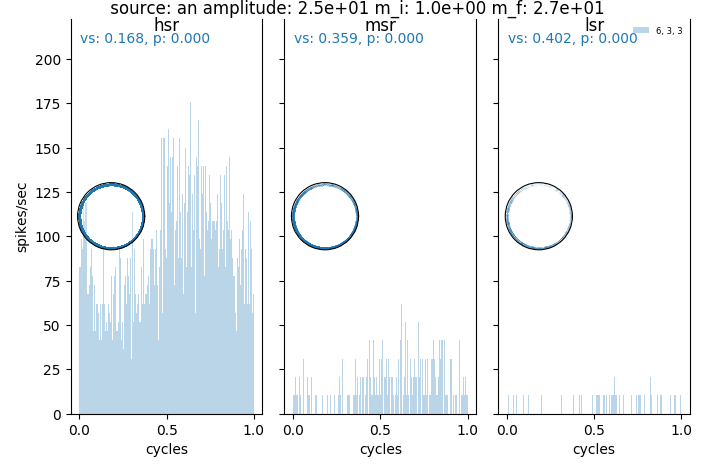 source: an amplitude: 2.5e+01 m_i: 1.0e+00 m_f: 2.7e+01
hsr msr lsr
vs: 0.168, p: 0.000 vs: 0.359, p: 0.000 vs: 0.402, p: 0.000
6, 3, 3
200
175
150
125
100
75
50
25
0
spikes/sec
0.0 0.5 1.0 0.0 0.5 1.0 0.0 0.5 1.0
cycles cycles cycles